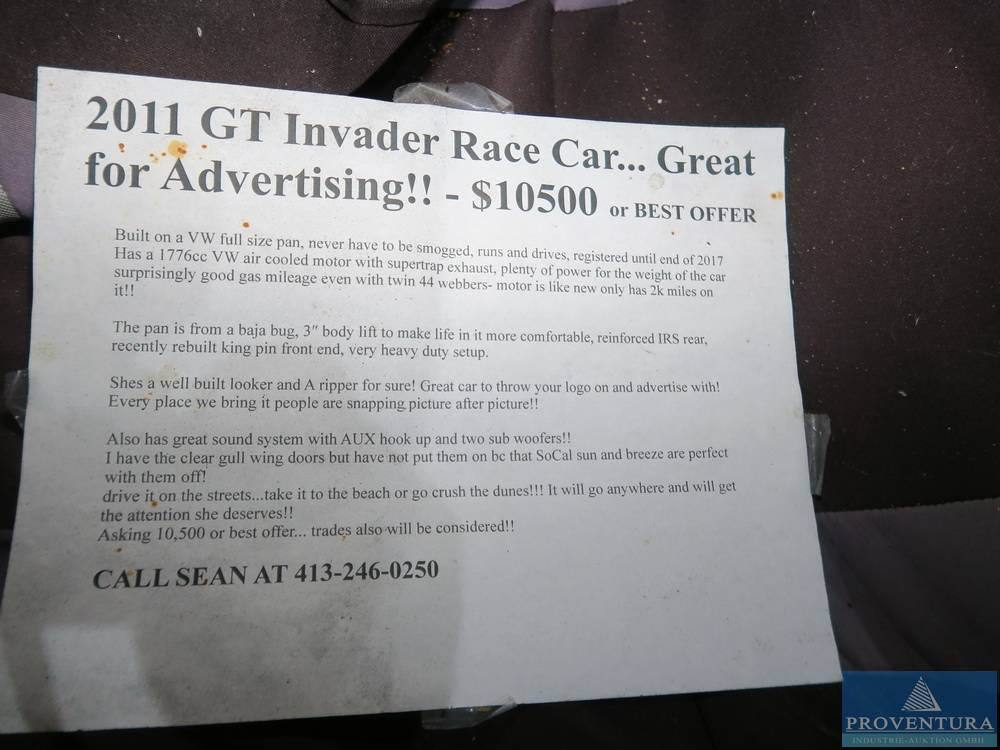 2011 GT Invader Race Car... Great
for Advertising!! - $10500 or BEST OFFER
Built on a VW full size pan, never have to be smogged, runs and drives, registered until end of 2017
Has a 1776cc VW air cooled motor with supertrap exhaust, plenty of power for the weight of the car
surprisingly good gas mileage even with twin 44 webbers- motor is like new only has 2k miles on
it!!
The pan is from a baja bug, 3" body lift to make life in it more comfortable, reinforced IRS rear,
recently rebuilt king pin front end, very heavy duty setup.
Shes a well built looker and A ripper for sure! Great car to throw your logo on and advertise with!
Every place we bring it people are snapping picture after picture!!
Also has great sound system with AUX hook up and two sub woofers!!
I have the clear gull wing doors but have not put them on bc that SoCal sun and breeze are perfect
with them off!
drive it on the streets...take it to the beach or go crush the dunes!!! It will go anywhere and will get
the attention she deserves!!
Asking 10,500 or best offer... trades also will be considered!!
CALL SEAN AT 413-246-0250
PROVENTURA
INDUSTRIE-AUKTION GMBH